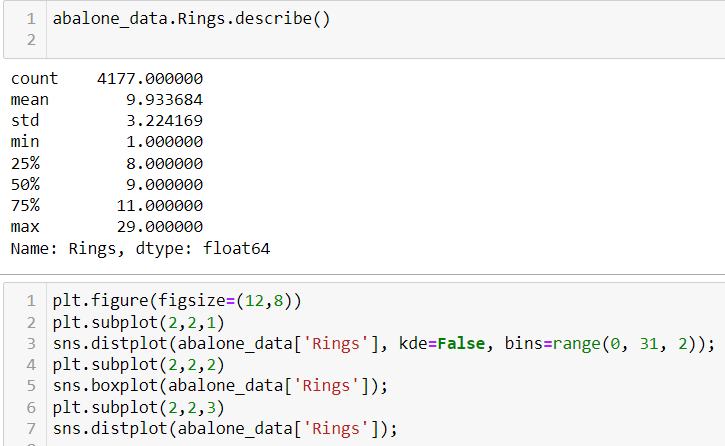 1 abalone_data.Rings.describe()
2
count    4177.000000
mean        9.933684
std         3.224169
min         1.000000
25%         8.000000
50%         9.000000
75%        11.000000
max        29.000000
Name: Rings, dtype: float64
1 plt.figure(figsize=(12,8))
2 plt.subplot(2,2,1)
3 sns.distplot(abalone_data['Rings'], kde=False, bins=range(0, 31, 2));
4 plt.subplot(2,2,2)
5 sns.boxplot(abalone_data['Rings']);
6 plt.subplot(2,2,3)
7 sns.distplot(abalone_data['Rings']);